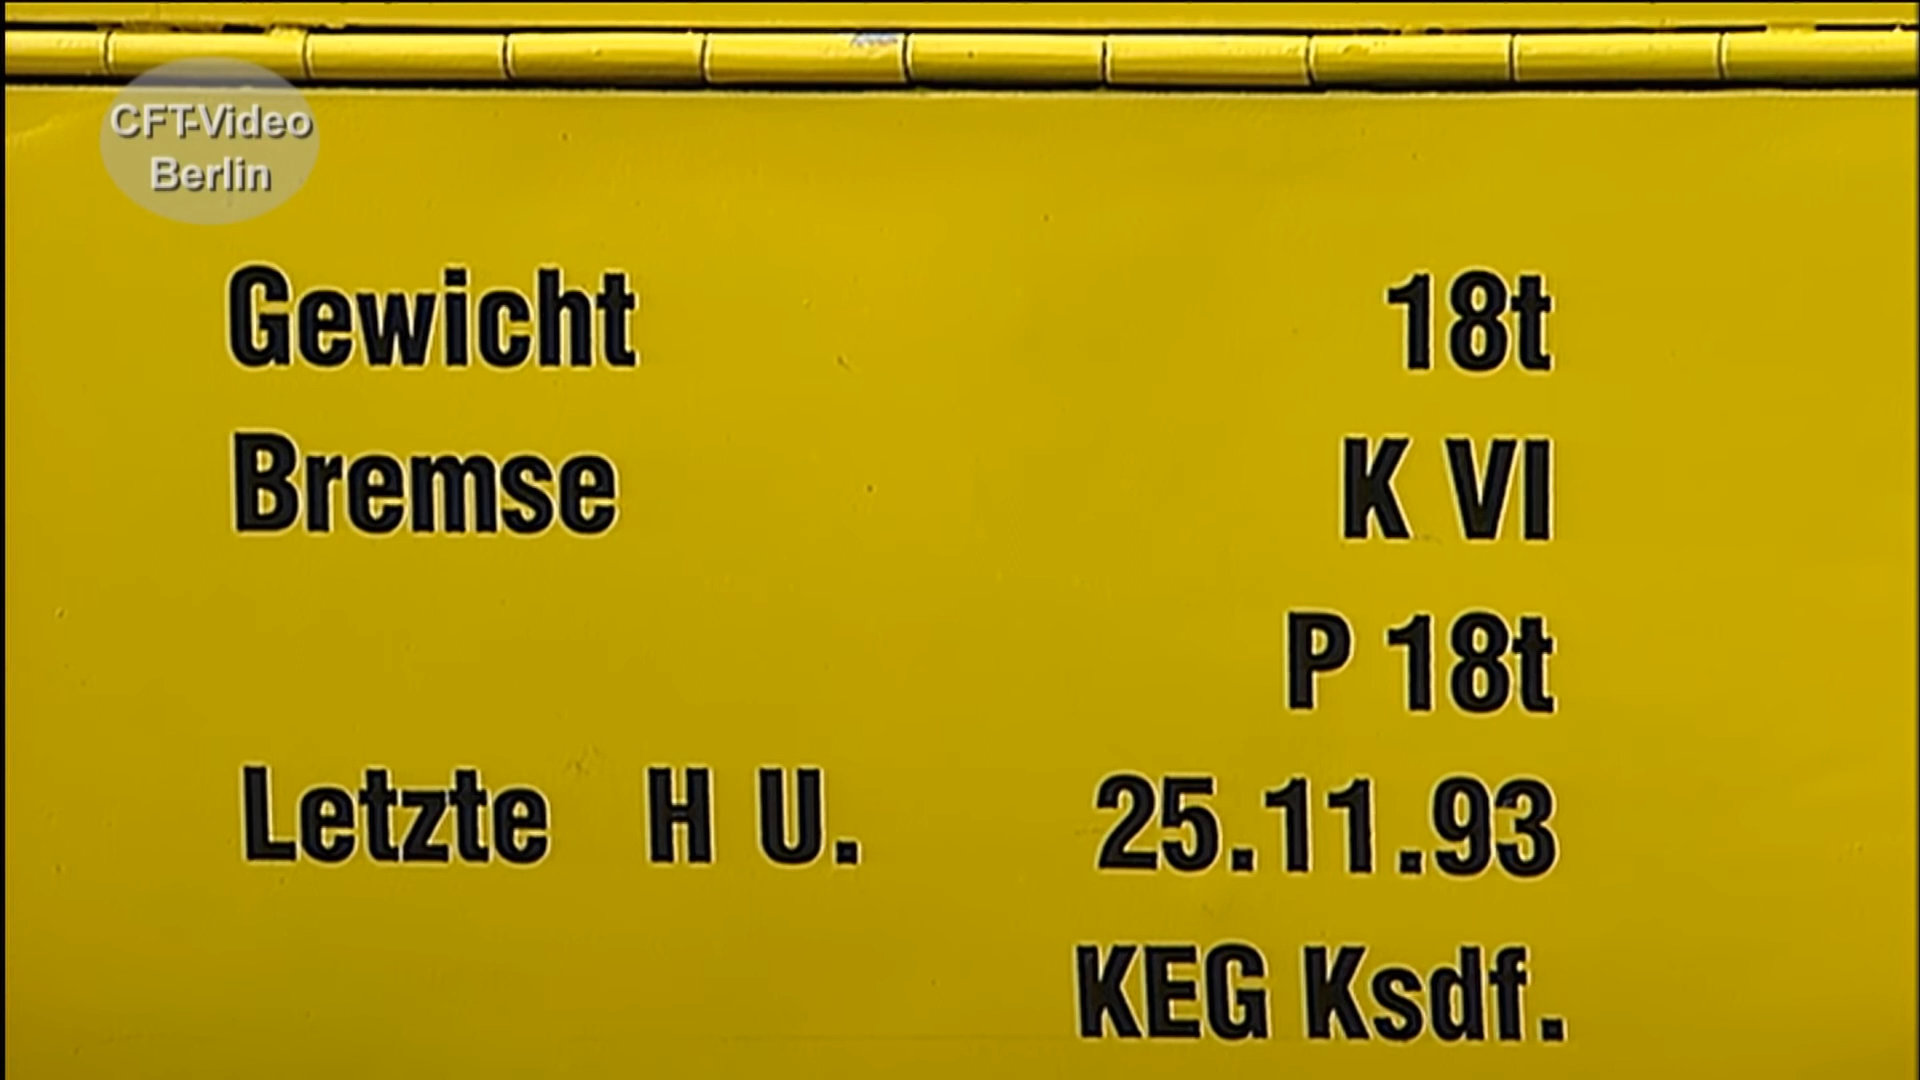 CFT-Video
Berlin
Gewicht 18t
Bremse K VI
P 18t
Letzte H U. 25.11.93
KEG Ksdf.